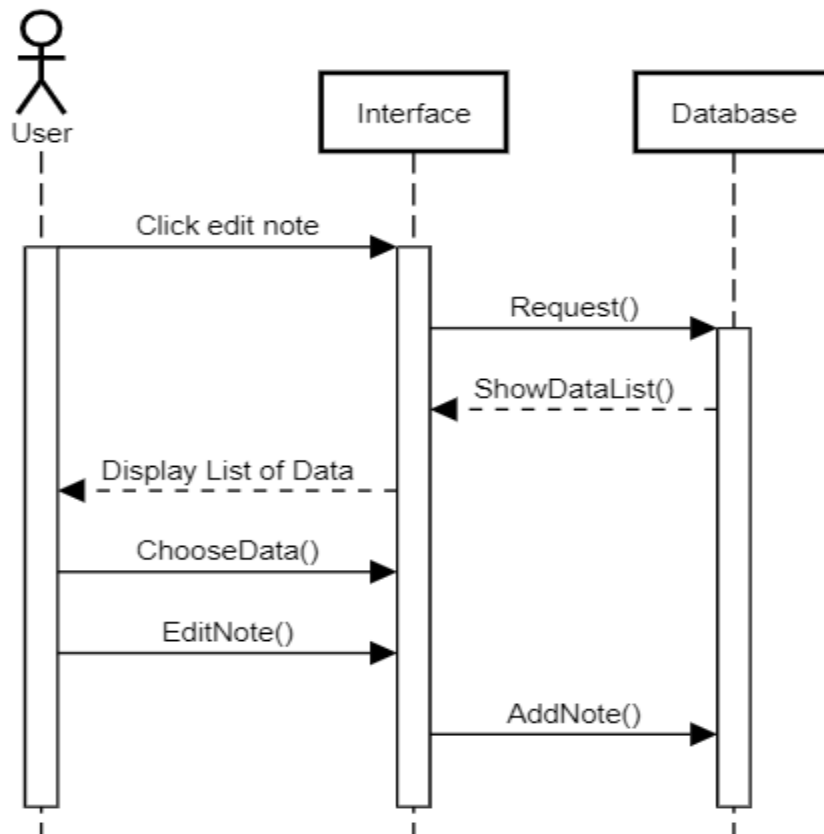 User
Interface
Database
Click edit note
Request()
ShowDataList()
Display List of Data
ChooseData()
EditNote()
AddNote()